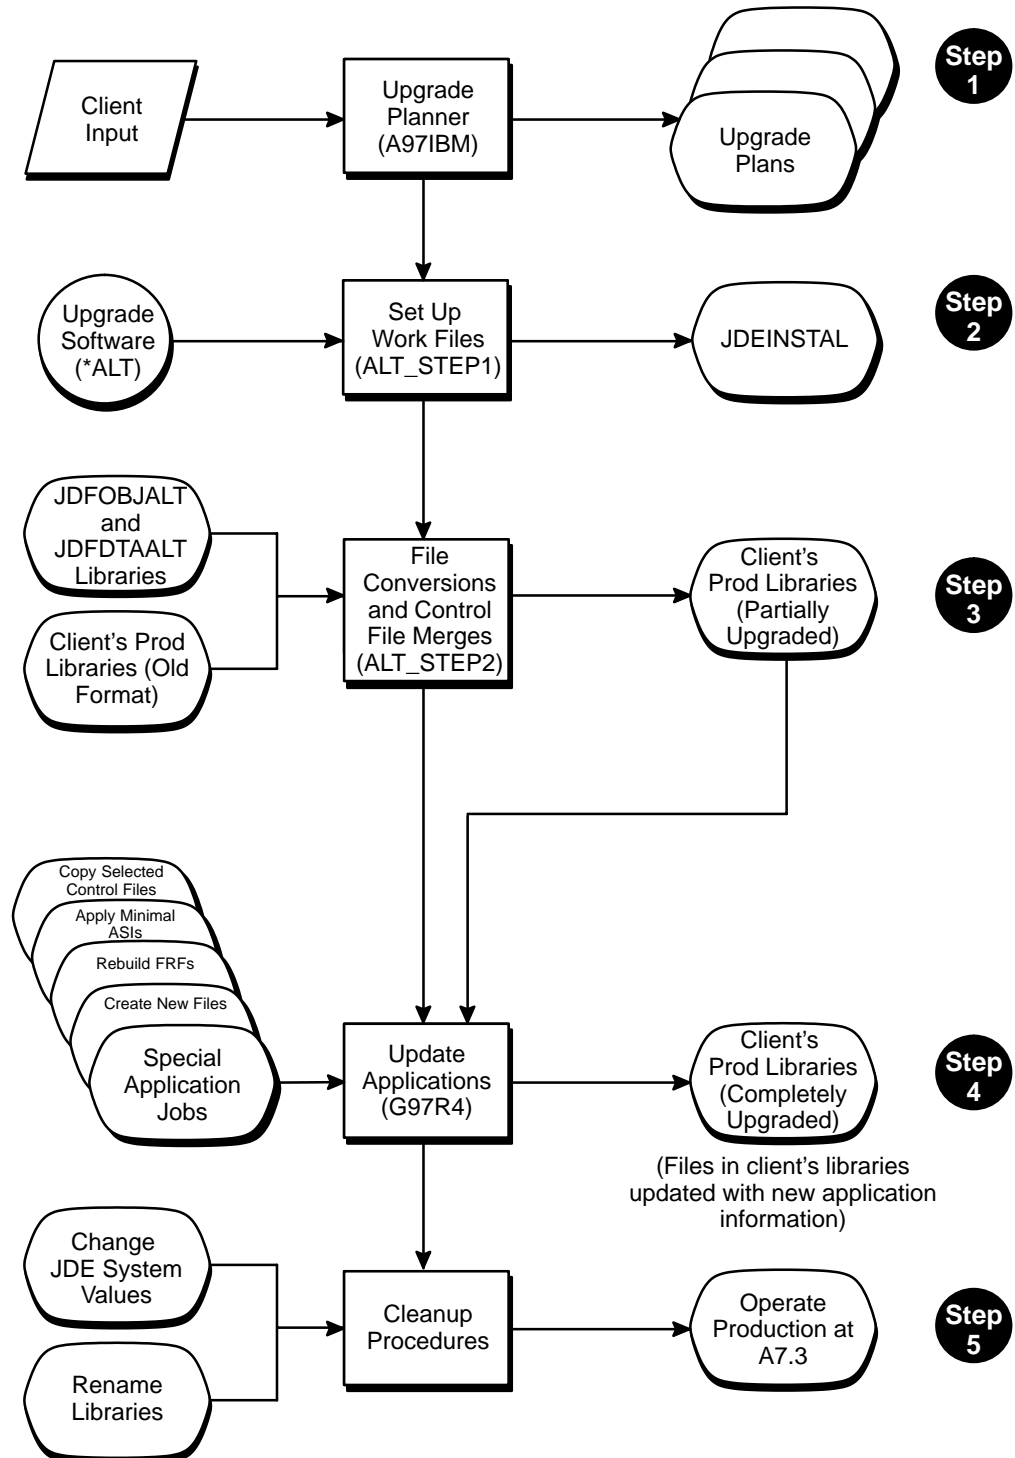 Client
Input
Upgrade
Planner
(A97IBM)
Upgrade
Plans
Step
1
Upgrade
Software
(*ALT)
Set Up
Work Files
(ALT_STEP1)
JDEINSTAL
Step
2
JDFOBJALT
and
JDFDTAALT
Libraries
Client's Prod
Libraries (Old
Format)
File
Conversions
and Control
File Merges
(ALT_STEP2)
Client's
Prod Libraries
(Partially
Upgraded)
Step
3
Copy Selected
Control Files
Apply Minimal
ASIs
Rebuild FRFs
Create New Files
Special
Application
Jobs
Update
Applications
(G97R4)
Client's
Prod Libraries
(Completely
Upgraded)
(Files in client's libraries
updated with new application
information)
Step
4
Change
JDE System
Values
Rename
Libraries
Cleanup
Procedures
Operate
Production at
A7.3
Step
5